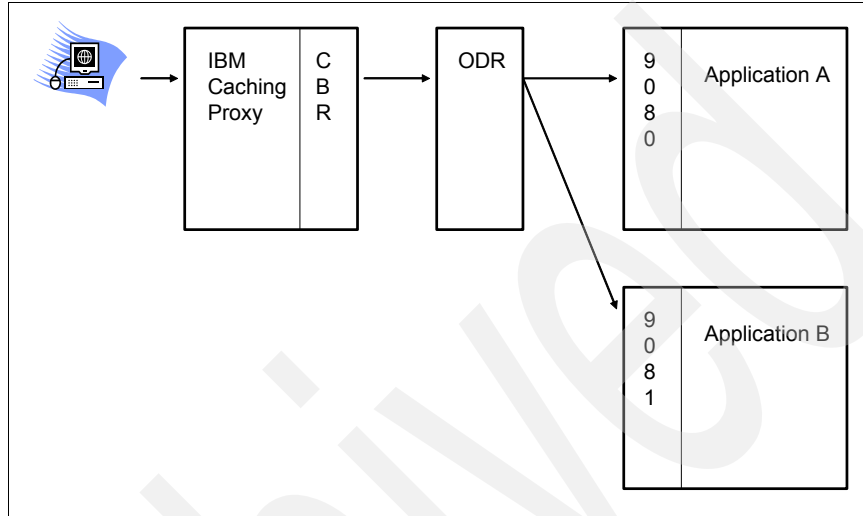 IBM
Caching
Proxy
C
B
R
ODR
9
0
8
0
Application A
9
0
8
1
Application B